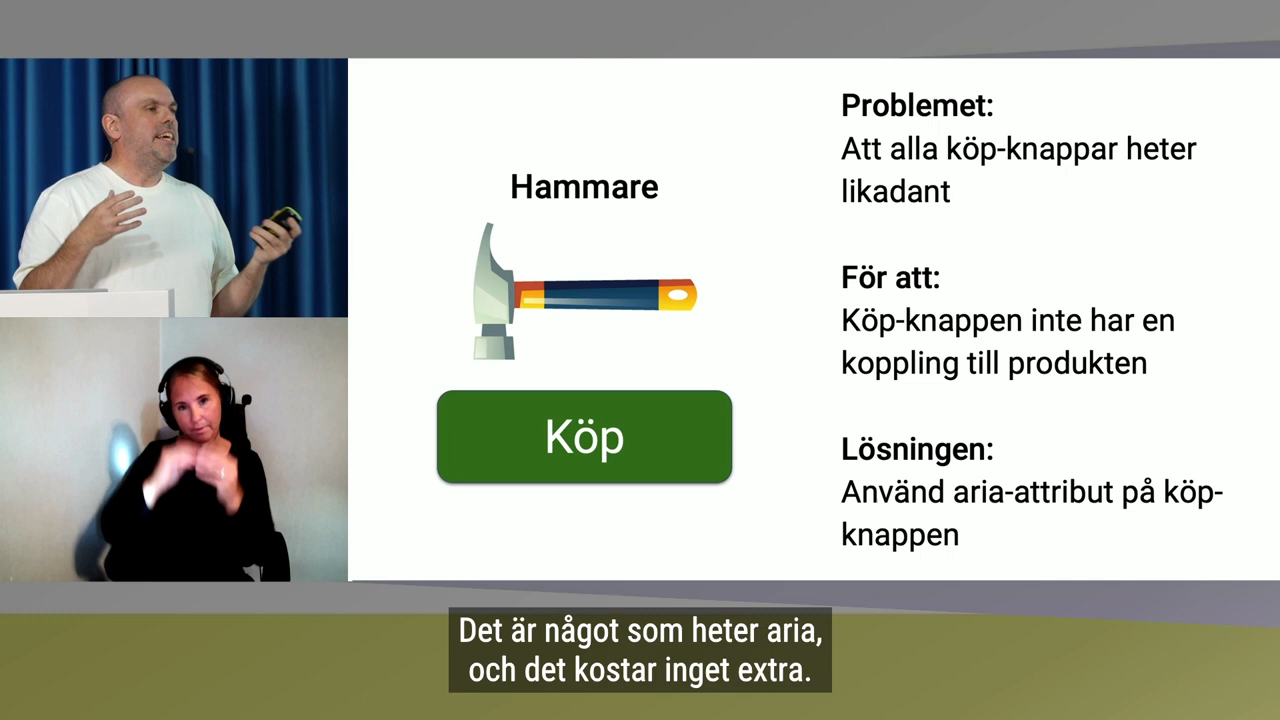 Hammare
Köp
Problemet:
Att alla köp-knappar heter
likadant
För att:
Köp-knappen inte har en
koppling till produkten
Lösningen:
Använd aria-attribut på köp-
knappen
Det är något som heter aria,
och det kostar inget extra.